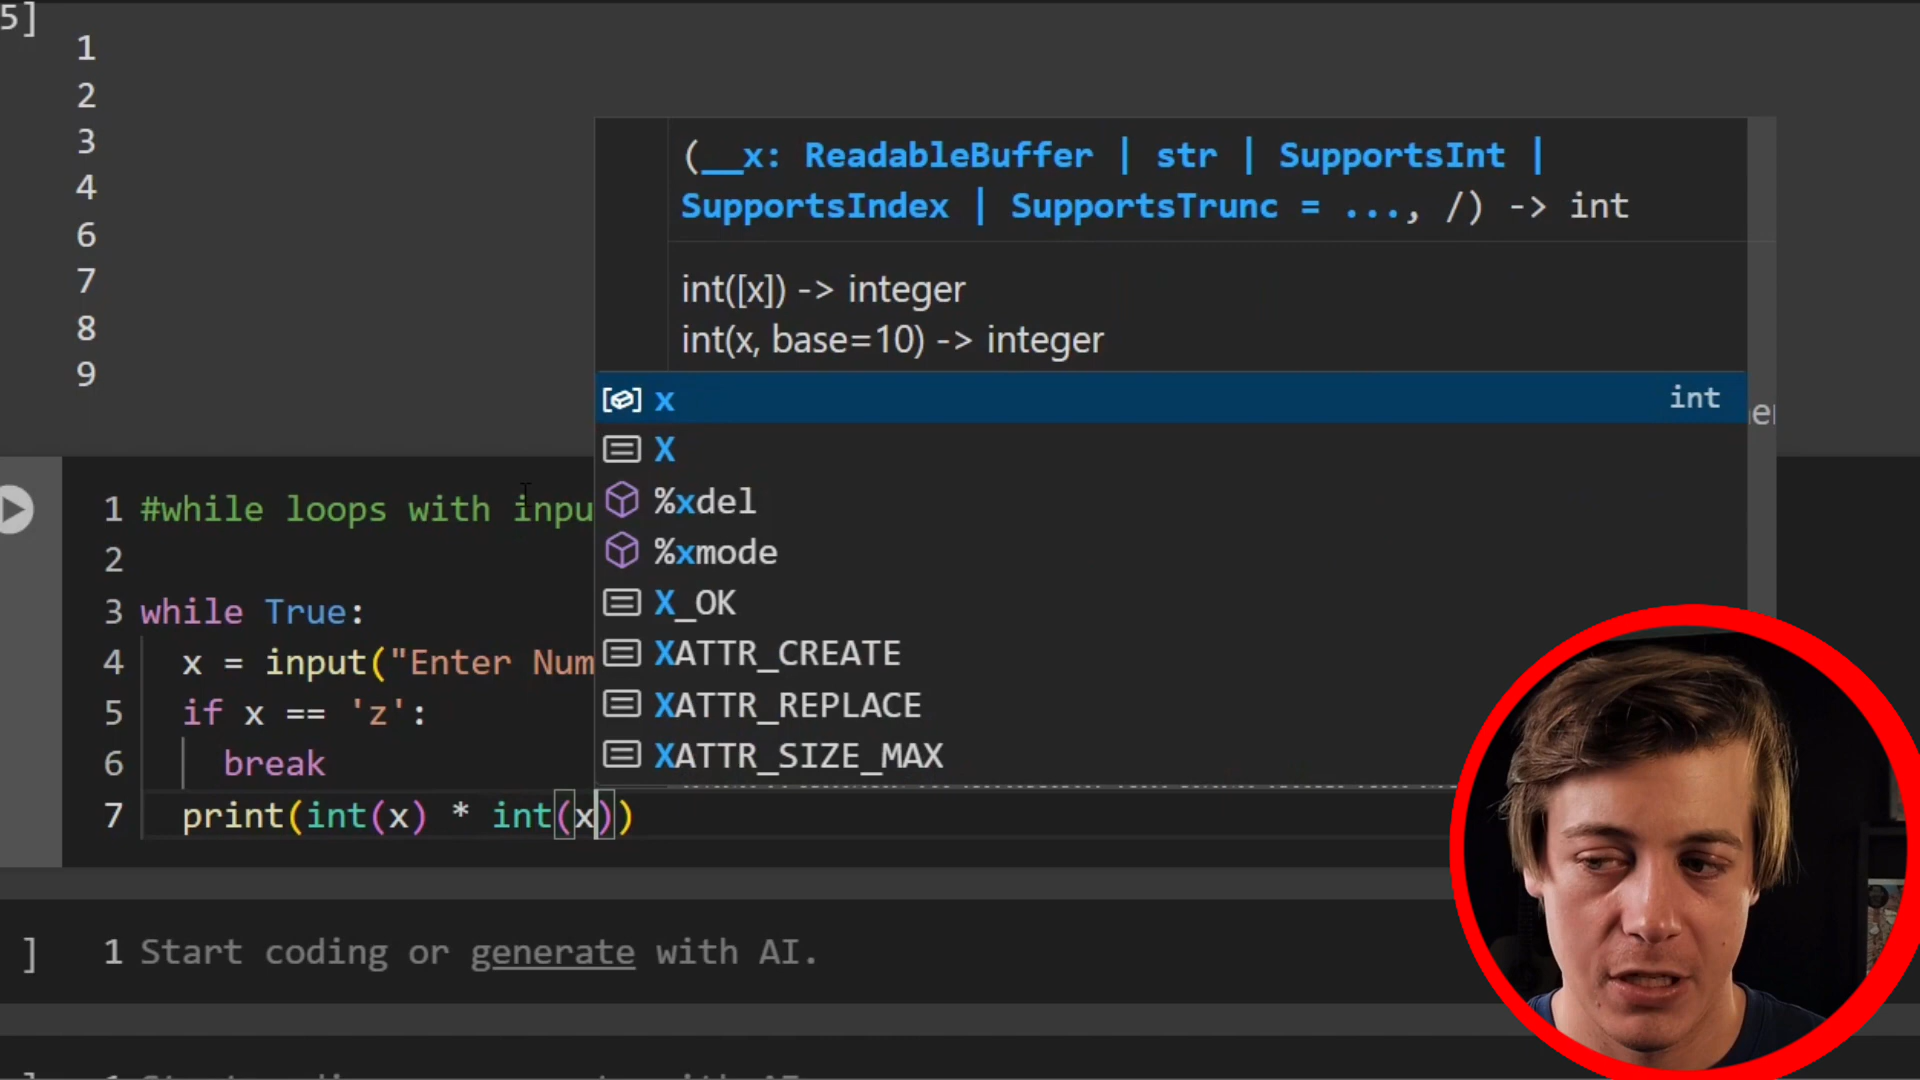 5]
1
2
3
4
6
7
8
9
(__x: ReadableBuffer | str | SupportsInt |
SupportsIndex | SupportsTrunc = ..., /) -> int
int([x]) -> integer
int(x, base=10) -> integer
x int
X
%xdel
%xmode
X_OK
XATTR_CREATE
XATTR_REPLACE
XATTR_SIZE_MAX
1 #while loops with inpu
2
3 while True:
4 x = input("Enter Num
5 if x == 'z':
6 break
7 print(int(x) * int(x))
] 1 Start coding or generate with AI.